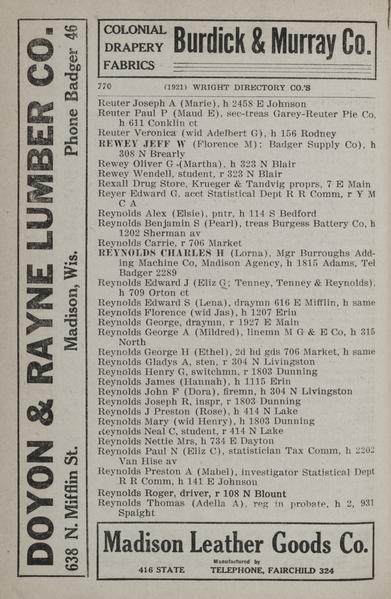 DOYON & RAYNE LUMBER CO.
638 N. Mifflin St. Madison, Wis. Phone Badger 46
COLONIAL
DRAPERY
FABRICS
Burdick & Murray Co.
770 (1921) WRIGHT DIRECTORY CO.'S
Reuter Joseph A (Marie), h 2458 E Johnson
Reuter Paul P (Maud E), sec-treas Garey-Reuter Pie Co,
h 611 Conklin ct
Reuter Veronica (wid Adelbert G), h 156 Rodney
REWEY JEFF W (Florence M); Badger Supply Co), h
308 N Brearly
Rewey Oliver G (Martha), h 323 N Blair
Rewey Wendell, student, r 323 N Blair
Rexall Drug Store, Krueger & Tandvig proprs, 7 E Main
Reyer Edward G, acct Statistical Dept R R Comm, r Y M
C A
Reynolds Alex (Elsie), pntr, h 114 S Bedford
Reynolds Benjamin S (Pearl), treas Burgess Battery Co, h
1202 Sherman av
Reynolds Carrie, r 706 Market
REYNOLDS CHARLES H (Lorna), Mgr Burroughs Add-
ing Machine Co, Madison Agency, h 1815 Adams, Tel
Badger 2289
Reynolds Edward J (Eliz Q; Tenney, Tenney & Reynolds),
h 709 Orton ct
Reynolds Edward S (Lena), draymn 616 E Mifflin, h same
Reynolds Florence (wid Jas), h 1207 Erin
Reynolds George, draymn, r 1927 E Main
Reynolds George A (Mildred), linemn M G & E Co, h 315
North
Reynolds George H (Ethel), 2d hd gds 706 Market, h same
Reynolds Gladys A, sten, r 304 N Livingston
Reynolds Henry G, switchmn, r 1803 Dunning
Reynolds James (Hannah), h 1115 Erin
Reynolds John F (Dora), firemn, h 304 N Livingston
Reynolds Joseph R, inspr, r 1803 Dunning
Reynolds J Preston (Rose), h 414 N Lake
Reynolds Mary (wid Henry), h 1803 Dunning
Reynolds Neal C, student, r 414 N Lake
Reynolds Nettie Mrs, h 734 E Dayton
Reynolds Paul N (Eliz C), statistician Tax Comm, h 2202
Van Hise av
Reynolds Preston A (Mabel), investigator Statistical Dept
R R Comm, h 141 E Johnson
Reynolds Roger, driver, r 108 N Blount
Reynolds Thomas (Adella A), reg in probate, h 2, 931
Spaight
Madison Leather Goods Co.
Manufactured by
416 STATE TELEPHONE, FAIRCHILD 324